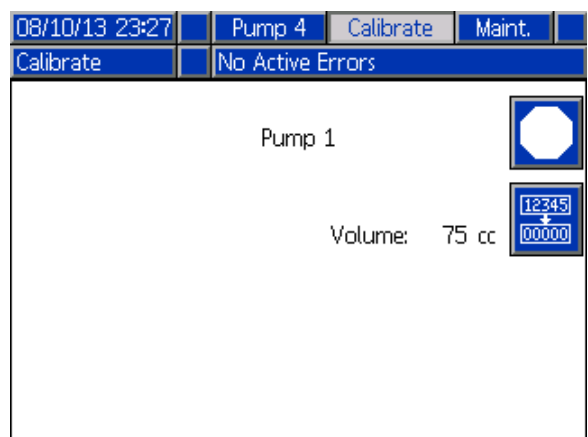 08/10/13 23:27 Pump 4 Calibrate Maint.
Calibrate No Active Errors
Pump 1
12345
Volume: 75 cc 00000